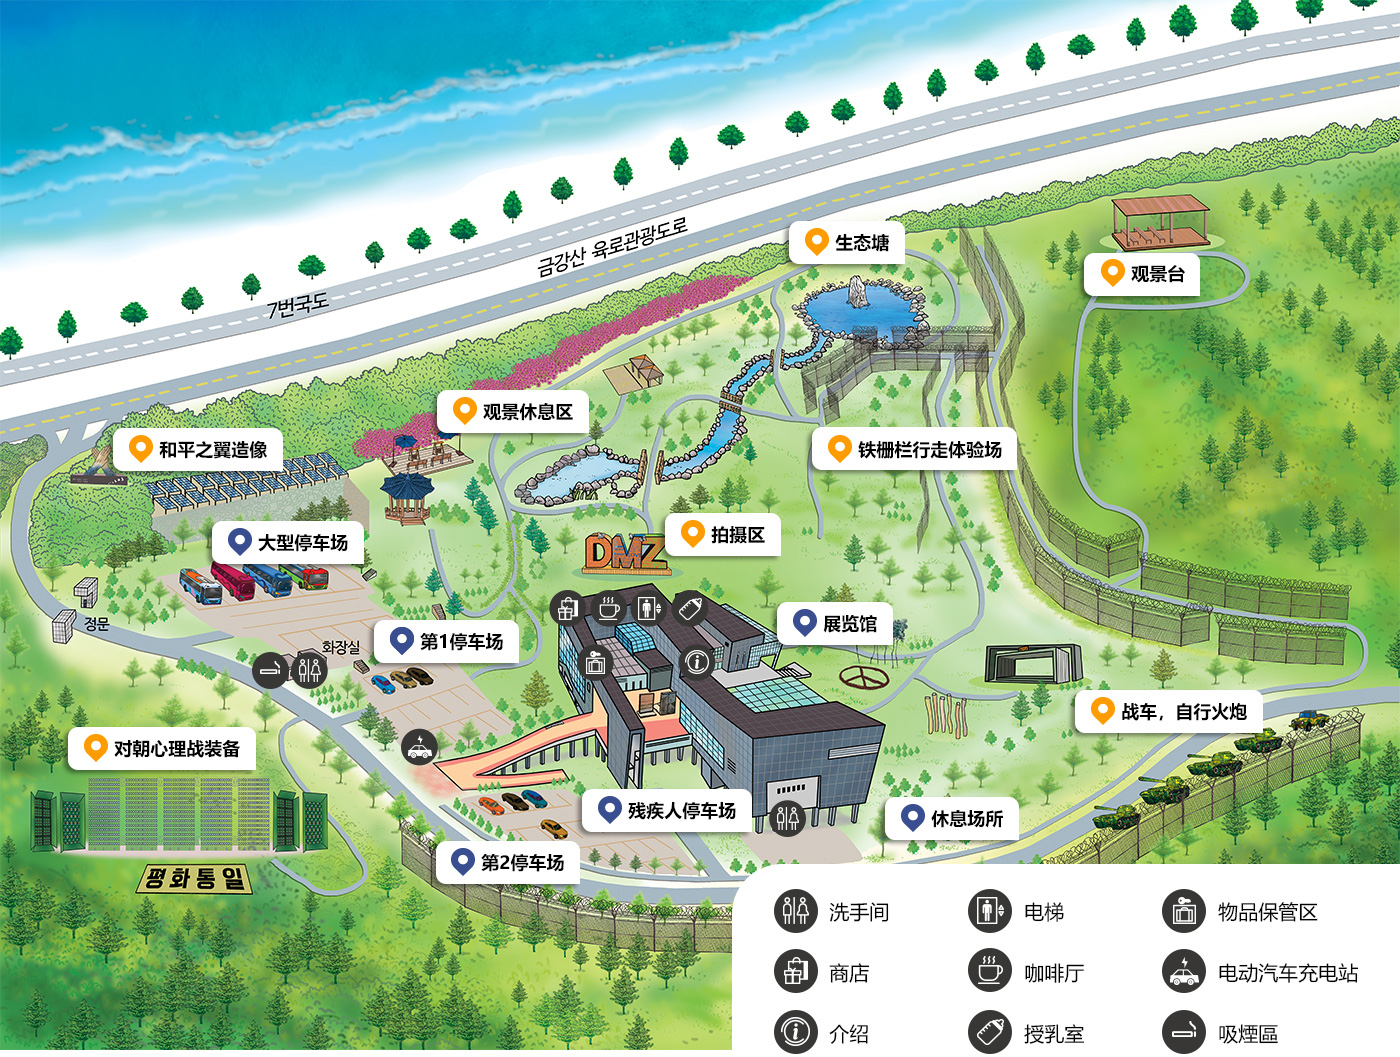 7번국도
금강산 육로관광도로
生态塘
观景台
观景休息区
和平之翼造像
铁栅栏行走体验场
大型停车场
拍摄区
DMZ
정문
화장실
第1停车场
展览馆
战车，自行火炮
对朝心理战装备
残疾人停车场
休息场所
第2停车场
평화통일
洗手间
电梯
物品保管区
商店
咖啡厅
电动汽车充电站
介绍
授乳室
吸煙區